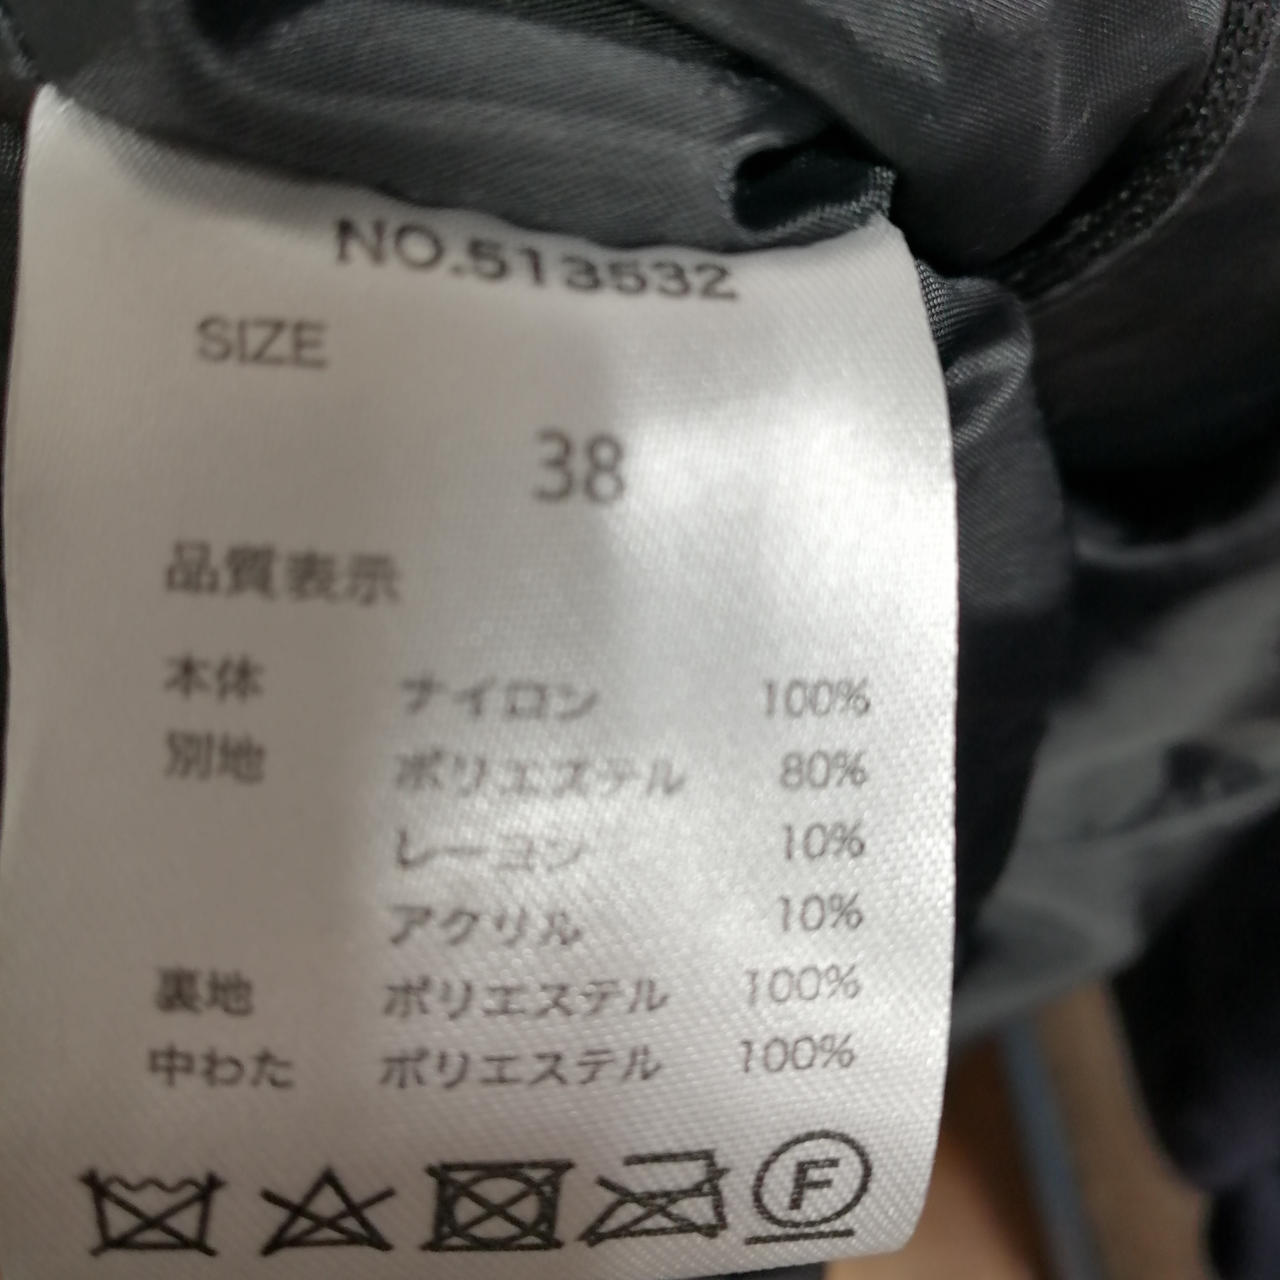 NO.513532
SIZE
38
品質表示
本体 ナイロン 100%
別地 ポリエステル 80%
レーヨン 10%
アクリル 10%
裏地 ポリエステル 100%
中わた ポリエステル 100%
F